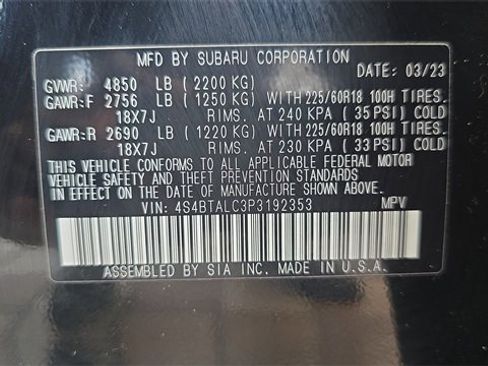 MFD BY SUBARU CORPORATION
DATE: 03/23
GVWR: 4850 LB (2200 KG)
GAWR:F 2756 LB (1250 KG) WITH 225/60R18 100H TIRES.
18X7J RIMS. AT 240 KPA (35 PSI) COLD
GAWR:R 2690 LB (1220 KG) WITH 225/60R18 100H TIRES.
18X7J RIMS. AT 230 KPA (33 PSI) COLD
THIS VEHICLE CONFORMS TO ALL APPLICABLE FEDERAL MOTOR
VEHICLE SAFETY AND THEFT PREVENTION STANDARDS
IN EFFECT ON THE DATE OF MANUFACTURE SHOWN ABOVE.
VIN: 4S4BTALC3P3192353 MPV
ASSEMBLED BY SIA INC. MADE IN U.S.A.